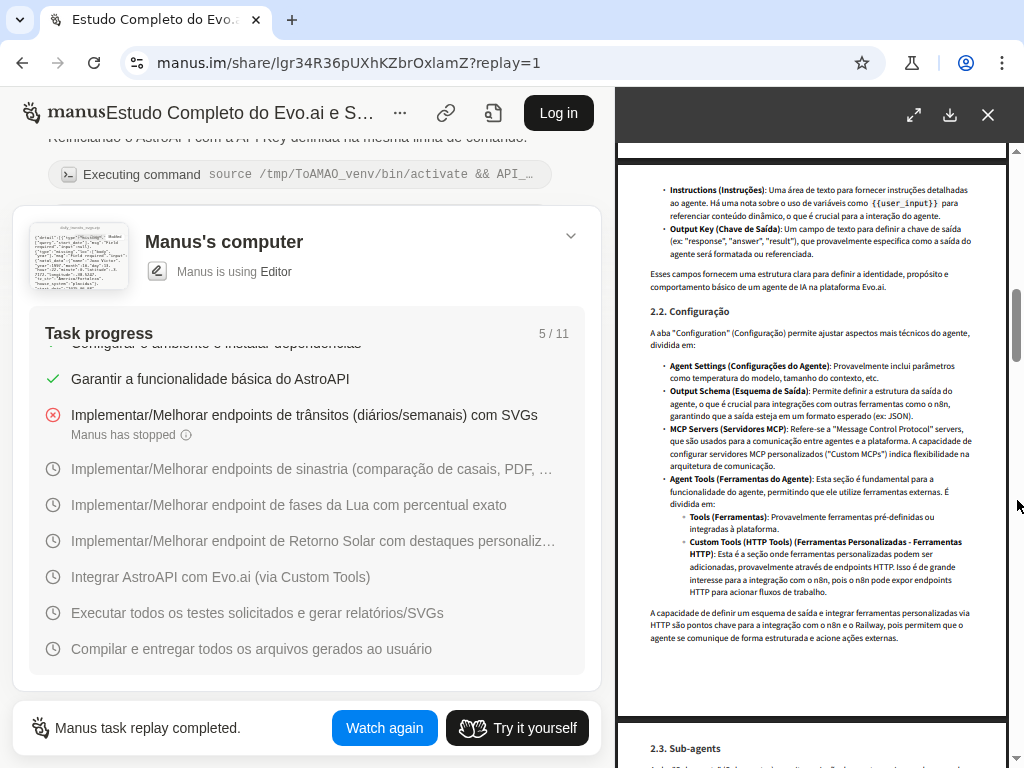 Estudo Completo do Evo.a
manus.im/share/lgr34R36pUXhKZbrOxlamZ?replay=1
manus
Estudo Completo do Evo.ai e S…
Log in
Reiniciando o AstroAPI com a API Key definida na mesma linha de comando.
Executing command source /tmp/ToAMAO_venv/bin/activate && API_…
Manus's computer
Manus is using Editor
Task progress
5 / 11
Configurar o ambiente e instalar dependências
Garantir a funcionalidade básica do AstroAPI
Implementar/Melhorar endpoints de trânsitos (diários/semanais) com SVGs
Manus has stopped
Implementar/Melhorar endpoints de sinastria (comparação de casais, PDF, …
Implementar/Melhorar endpoint de fases da Lua com percentual exato
Implementar/Melhorar endpoint de Retorno Solar com destaques personaliz…
Integrar AstroAPI com Evo.ai (via Custom Tools)
Executar todos os testes solicitados e gerar relatórios/SVGs
Compilar e entregar todos os arquivos gerados ao usuário
Manus task replay completed.
Watch again
Try it yourself
• Instructions (Instruções): Uma área de texto para fornecer instruções detalhadas
ao agente. Há uma nota sobre o uso de variáveis como {{user_input}} para
referenciar conteúdo dinâmico, o que é crucial para a interação do agente.
• Output Key (Chave de Saída): Um campo de texto para definir a chave de saída
(ex: "response", "answer", "result"), que provavelmente especifica como a saída do
agente será formatada ou referenciada.
Esses campos fornecem uma estrutura clara para definir a identidade, propósito e
comportamento básico de um agente de IA na plataforma Evo.ai.
2.2. Configuração
A aba "Configuration" (Configuração) permite ajustar aspectos mais técnicos do agente,
dividida em:
• Agent Settings (Configurações do Agente): Provavelmente inclui parâmetros
como temperatura do modelo, tamanho do contexto, etc.
• Output Schema (Esquema de Saída): Permite definir a estrutura da saída do
agente, o que é crucial para integrações com outras ferramentas como o n8n,
garantindo que a saída esteja em um formato esperado (ex: JSON).
• MCP Servers (Servidores MCP): Refere-se a "Message Control Protocol" servers,
que são usados para a comunicação entre agentes e a plataforma. A capacidade de
configurar servidores MCP personalizados ("Custom MCPs") indica flexibilidade na
arquitetura de comunicação.
• Agent Tools (Ferramentas do Agente): Esta seção é fundamental para a
funcionalidade do agente, permitindo que ele utilize ferramentas externas. É
dividida em:
◦ Tools (Ferramentas): Provavelmente ferramentas pré-definidas ou
integradas à plataforma.
◦ Custom Tools (HTTP Tools) (Ferramentas Personalizadas - Ferramentas
HTTP): Esta é a seção onde ferramentas personalizadas podem ser
adicionadas, provavelmente através de endpoints HTTP. Isso é de grande
interesse para a integração com o n8n, pois o n8n pode expor endpoints
HTTP para acionar fluxos de trabalho.
A capacidade de definir um esquema de saída e integrar ferramentas personalizadas via
HTTP são pontos chave para a integração com o n8n e o Railway, pois permitem que o
agente se comunique de forma estruturada e acione ações externas.
2.3. Sub-agents